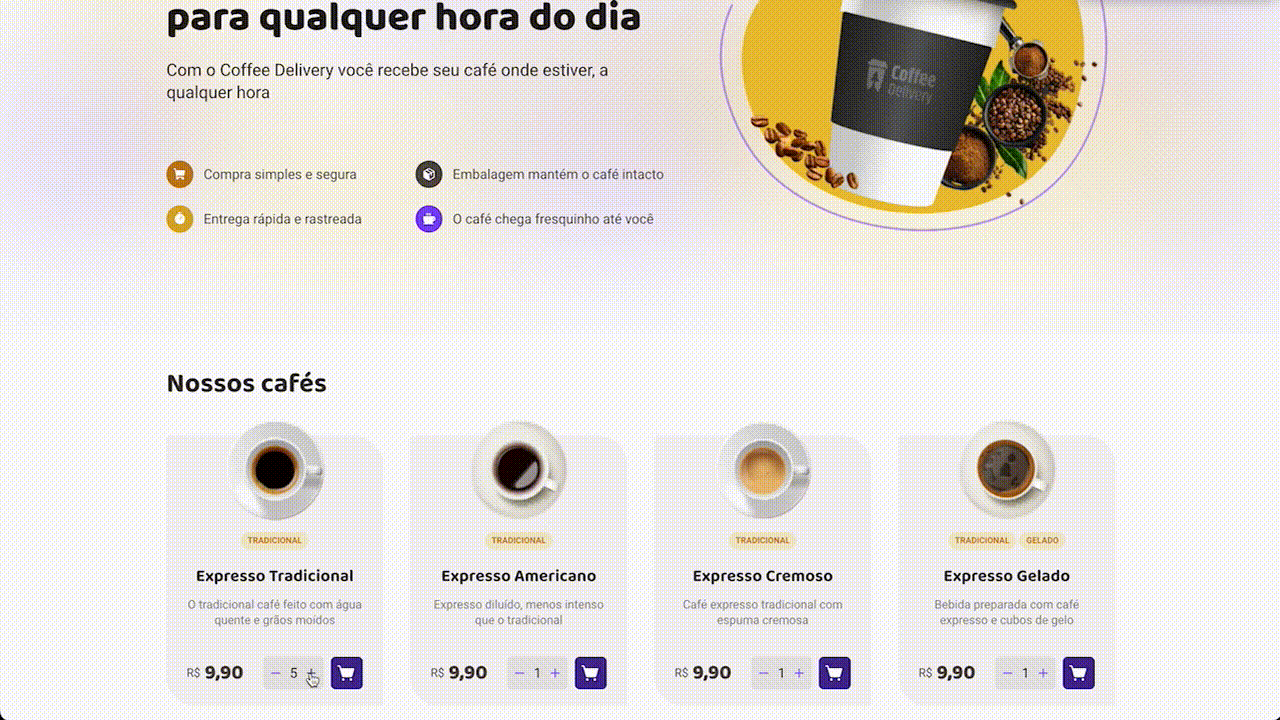 para qualquer hora do dia
Com o Coffee Delivery você recebe seu café onde estiver, a
qualquer hora
Compra simples e segura
Embalagem mantém o café intacto
Entrega rápida e rastreada
O café chega fresquinho até você
Coffee
Delivery
Nossos cafés
TRADICIONAL
Expresso Tradicional
O tradicional café feito com água
quente e grãos moídos
R$ 9,90 − 5 +
TRADICIONAL
Expresso Americano
Expresso diluído, menos intenso
que o tradicional
R$ 9,90 − 1 +
TRADICIONAL
Expresso Cremoso
Café expresso tradicional com
espuma cremosa
R$ 9,90 − 1 +
TRADICIONAL GELADO
Expresso Gelado
Bebida preparada com café
expresso e cubos de gelo
R$ 9,90 − 1 +